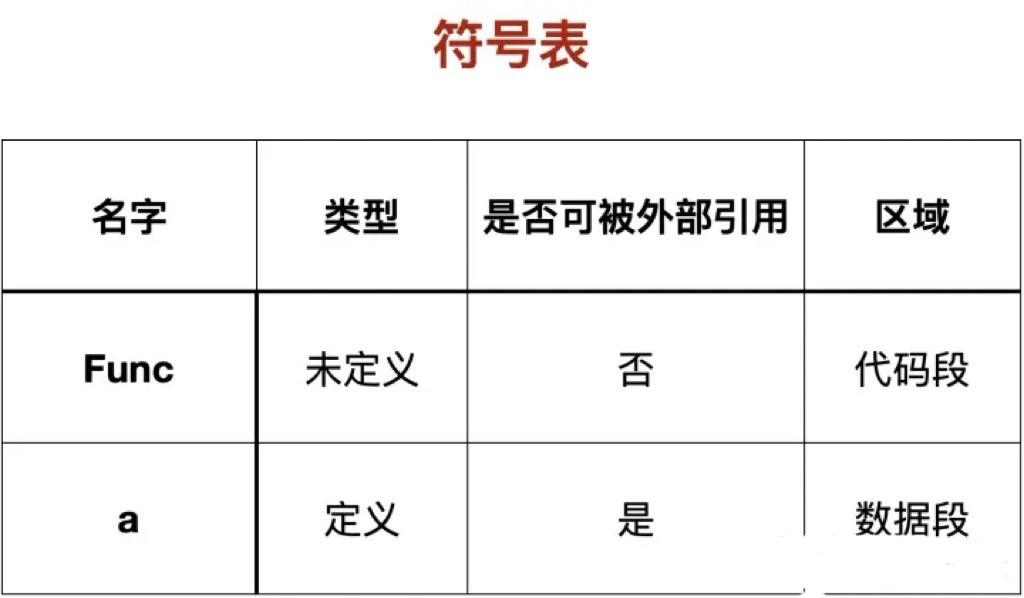 符号表
名字 类型 是否可被外部引用 区域
Func 未定义 否 代码段
a 定义 是 数据段